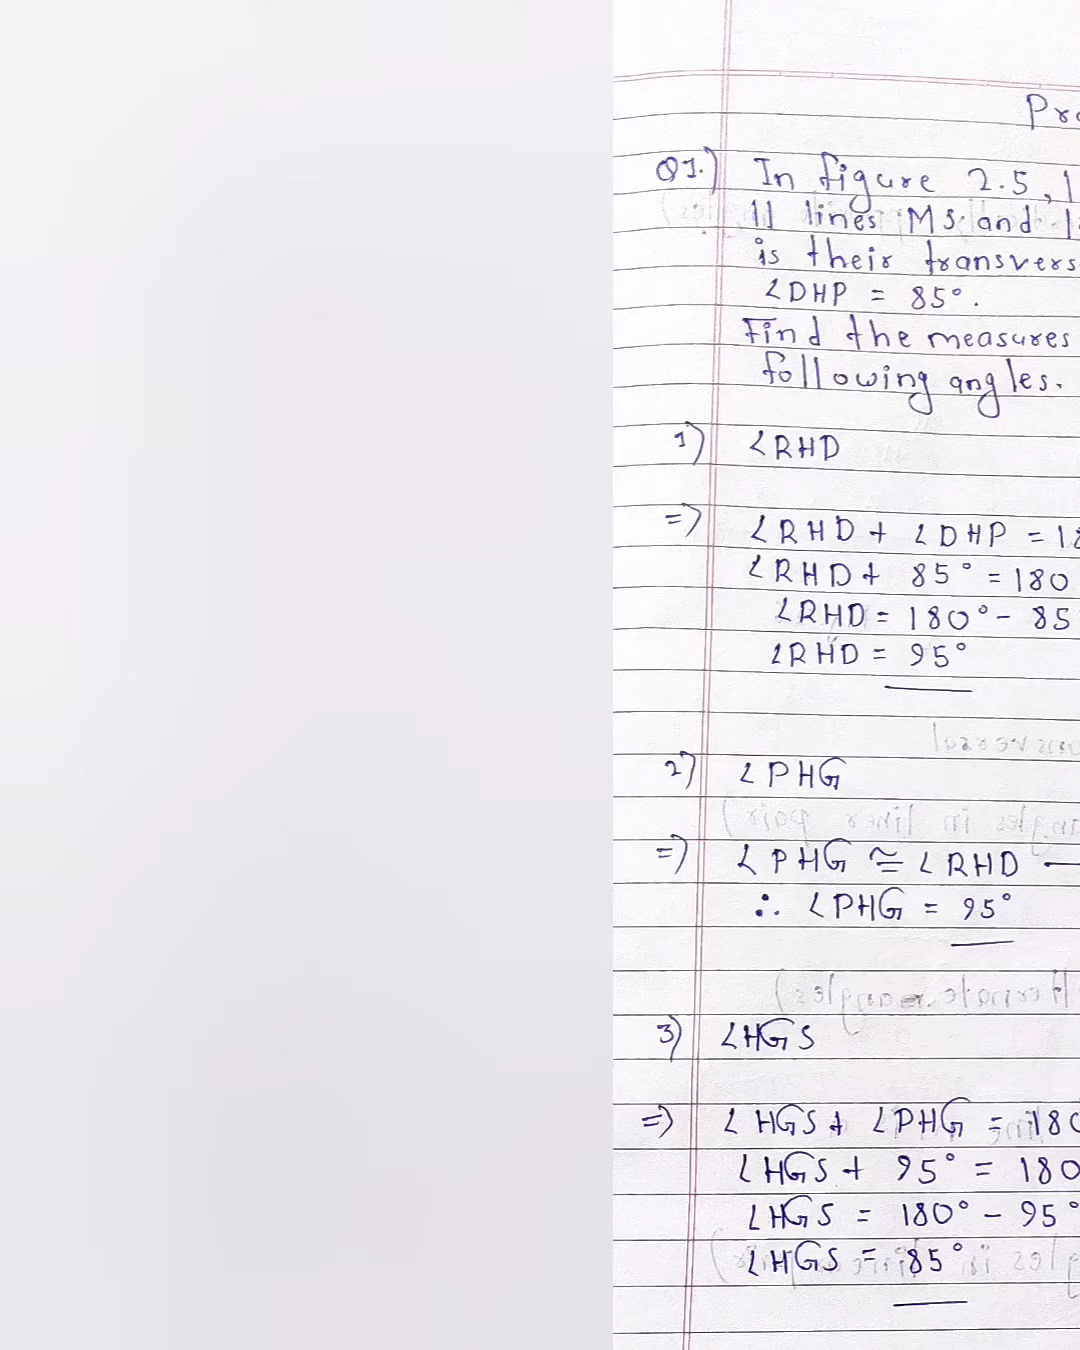 Pra
Q1.) In figure 2.5, l
|| lines MS and l
is their transvers
∠DHP = 85°.
Find the measures
following angles.
1) ∠RHD
=> ∠RHD + ∠DHP = 18
∠RHD + 85° = 180
∠RHD = 180° - 85
∠RHD = 95°
2) ∠PHG
=> ∠PHG ≅ ∠RHD —
∴ ∠PHG = 95°
3) ∠HGS
=> ∠HGS + ∠PHG = 180
∠HGS + 95° = 180
∠HGS = 180° - 95°
∠HGS = 85°